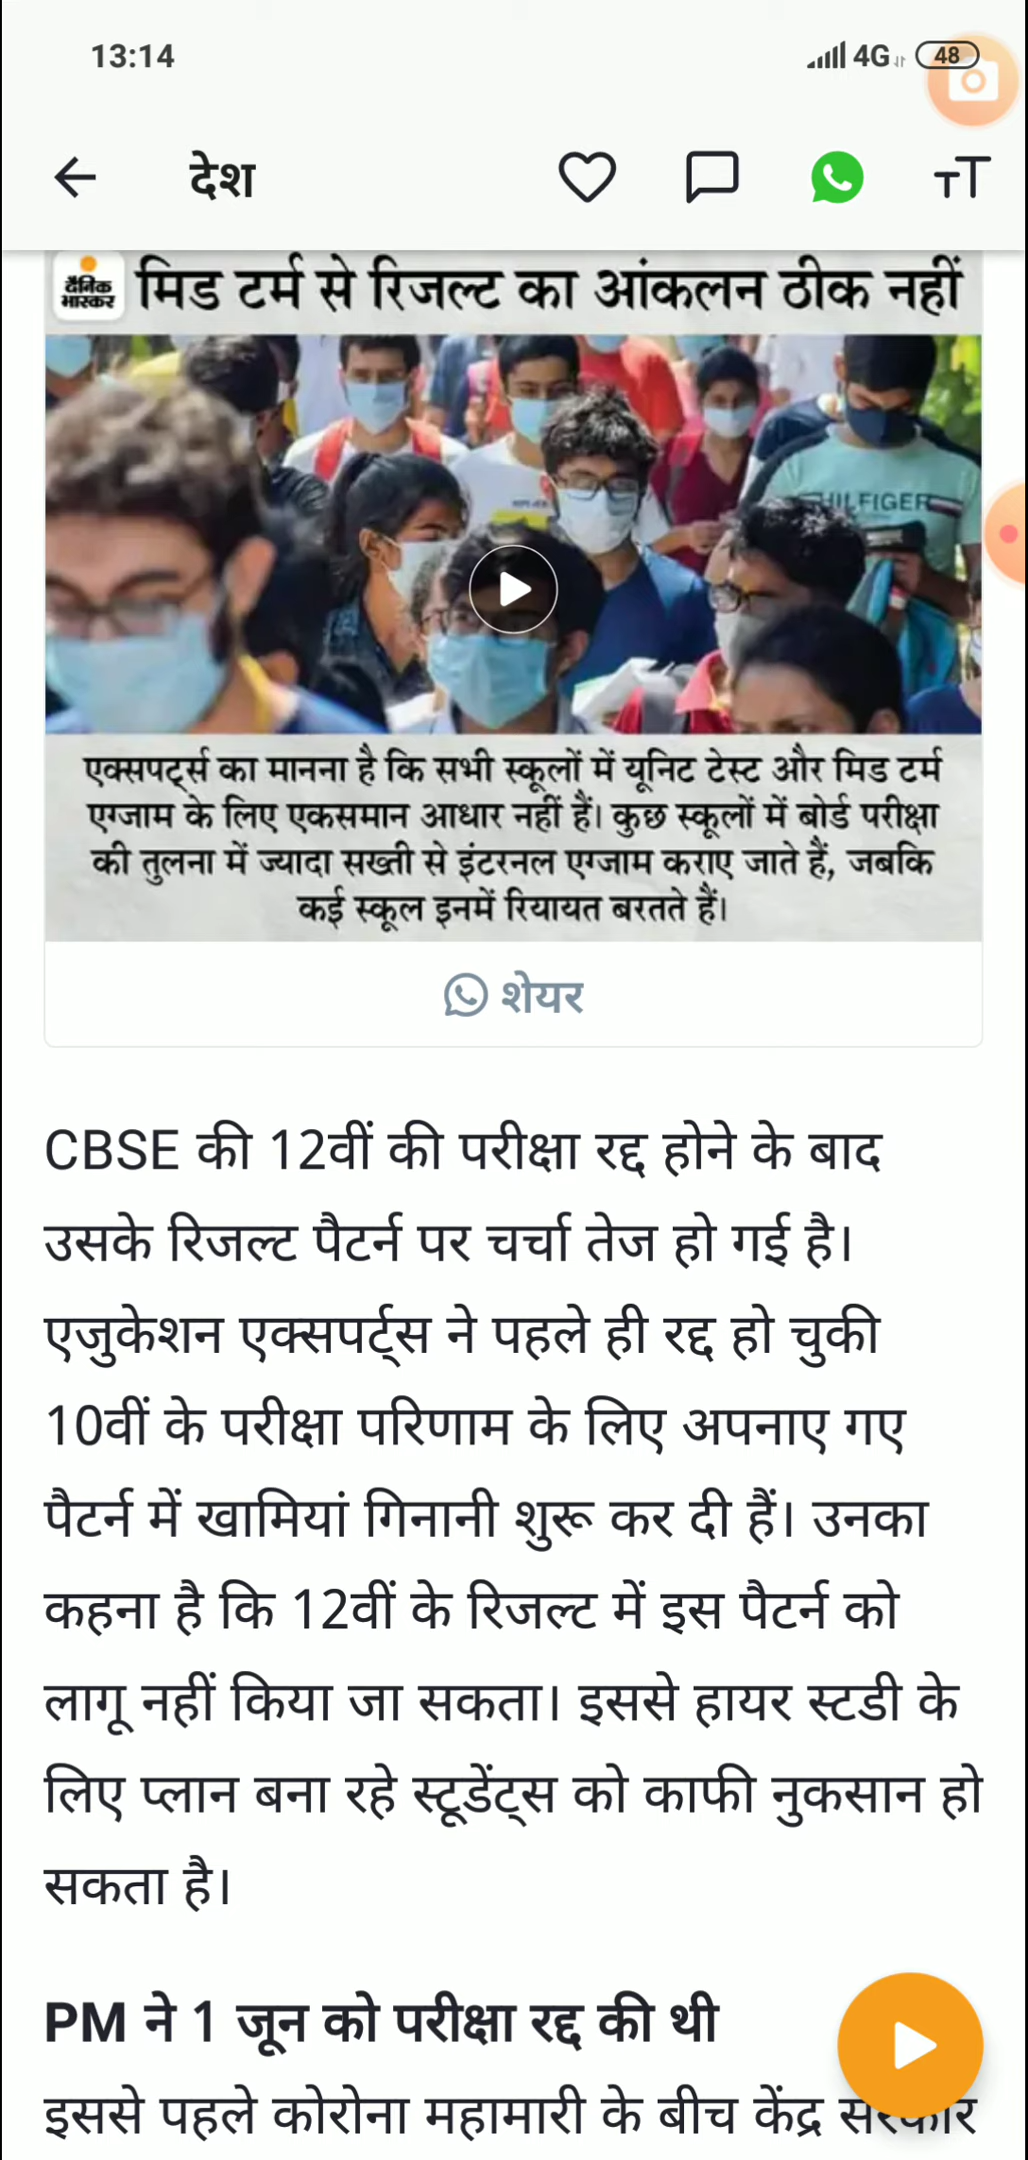 13:14
4G 48
देश
TT
दैनिक
भास्कर
मिड टर्म से रिजल्ट का आंकलन ठीक नहीं
HILFIGER
एक्सपर्ट्स का मानना है कि सभी स्कूलों में यूनिट टेस्ट और मिड टर्म
एग्जाम के लिए एकसमान आधार नहीं हैं। कुछ स्कूलों में बोर्ड परीक्षा
की तुलना में ज्यादा सख्ती से इंटरनल एग्जाम कराए जाते हैं, जबकि
कई स्कूल इनमें रियायत बरतते हैं।
शेयर
CBSE की 12वीं की परीक्षा रद्द होने के बाद
उसके रिजल्ट पैटर्न पर चर्चा तेज हो गई है।
एजुकेशन एक्सपर्ट्स ने पहले ही रद्द हो चुकी
10वीं के परीक्षा परिणाम के लिए अपनाए गए
पैटर्न में खामियां गिनानी शुरू कर दी हैं। उनका
कहना है कि 12वीं के रिजल्ट में इस पैटर्न को
लागू नहीं किया जा सकता। इससे हायर स्टडी के
लिए प्लान बना रहे स्टूडेंट्स को काफी नुकसान हो
सकता है।
PM ने 1 जून को परीक्षा रद्द की थी
इससे पहले कोरोना महामारी के बीच केंद्र सरकार